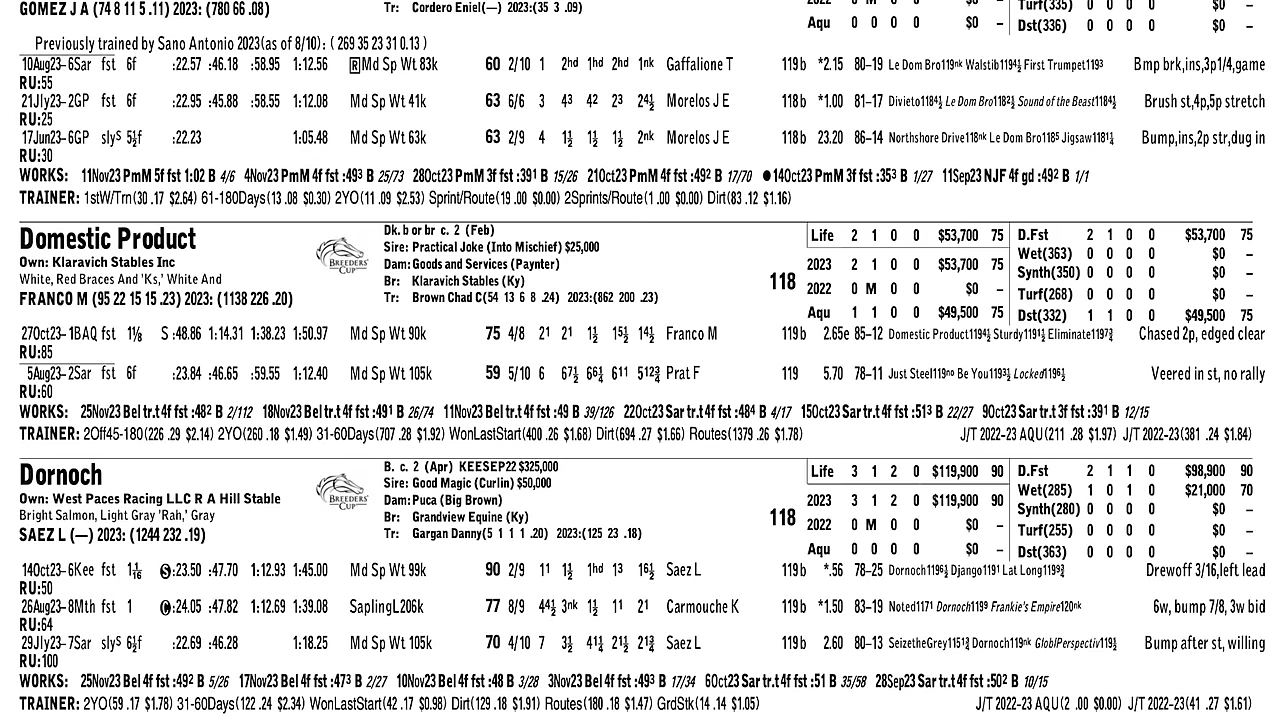 GOMEZ J A (74 8 11 5 .11) 2023: (780 66 .08) Tr: Cordero Eniel(—) 2023:(35 3 .09) Turf(335) 0 0 0 0 $0 –
Aqu 0 0 0 0 $0 – Dst(336) 0 0 0 0 $0 –
Previously trained by Sano Antonio 2023(as of 8/10): ( 269 35 23 31 0.13 )
10Aug23–6Sar fst 6f :22.57 :46.18 :58.95 1:12.56 R Md Sp Wt 83k 60 2/10 1 2hd 1hd 2hd 1nk Gaffalione T 119 b *2.15 80–19 Le Dom Bro119nk Walstib1194½ First Trumpet1193 Bmp brk,ins,3p1/4,game
RU:55
21Jly23–2GP fst 6f :22.95 :45.88 :58.55 1:12.08 Md Sp Wt 41k 63 6/6 3 43 42 23 24½ Morelos J E 118 b *1.00 81–17 Divieto1184½ Le Dom Bro1182½ Sound of the Beast1184½ Brush st,4p,5p stretch
RU:25
17Jun23–6GP slyS 5½f :22.23 1:05.48 Md Sp Wt 63k 63 2/9 4 1½ 1½ 1½ 2nk Morelos J E 118 b 23.20 86–14 Northshore Drive118nk Le Dom Bro1185 Jigsaw1181¼ Bump,ins,2p str,dug in
RU:30
WORKS: 11Nov23 PmM 5f fst 1:02 B 4/6 4Nov23 PmM 4f fst :493 B 25/73 28Oct23 PmM 3f fst :391 B 15/26 21Oct23 PmM 4f fst :492 B 17/70 ●14Oct23 PmM 3f fst :353 B 1/27 11Sep23 NJF 4f gd :492 B 1/1
TRAINER: 1stW/Trn(30 .17 $2.64) 61-180Days(13 .08 $0.30) 2YO(11 .09 $2.53) Sprint/Route(19 .00 $0.00) 2Sprints/Route(1 .00 $0.00) Dirt(83 .12 $1.16)
Domestic Product
Own: Klaravich Stables Inc
White, Red Braces And 'Ks,' White And
FRANCO M (95 22 15 15 .23) 2023: (1138 226 .20)
BREEDERS' CUP
Dk. b or br c. 2 (Feb)
Sire: Practical Joke (Into Mischief) $25,000
Dam: Goods and Services (Paynter)
Br: Klaravich Stables (Ky)
Tr: Brown Chad C(54 13 6 8 .24) 2023:(862 200 .23)
118
Life 2 1 0 0 $53,700 75
2023 2 1 0 0 $53,700 75
2022 0 M 0 0 $0 –
Aqu 1 1 0 0 $49,500 75
D.Fst 2 1 0 0 $53,700 75
Wet(363) 0 0 0 0 $0 –
Synth(350) 0 0 0 0 $0 –
Turf(268) 0 0 0 0 $0 –
Dst(332) 1 1 0 0 $49,500 75
27Oct23–1BAQ fst 1⅛ S :48.86 1:14.31 1:38.23 1:50.97 Md Sp Wt 90k 75 4/8 21 21 1½ 15½ 14½ Franco M 119 b 2.65e 85–12 Domestic Product1194½ Sturdy1191½ Eliminate1197¾ Chased 2p, edged clear
RU:85
5Aug23–2Sar fst 6f :23.84 :46.65 :59.55 1:12.40 Md Sp Wt 105k 59 5/10 6 67½ 66¼ 611 512¾ Prat F 119 5.70 78–11 Just Steel119no Be You1193½ Locked1196½ Veered in st, no rally
RU:60
WORKS: 25Nov23 Bel tr.t 4f fst :482 B 2/112 18Nov23 Bel tr.t 4f fst :491 B 26/74 11Nov23 Bel tr.t 4f fst :49 B 39/126 22Oct23 Sar tr.t 4f fst :484 B 4/17 15Oct23 Sar tr.t 4f fst :513 B 22/27 9Oct23 Sar tr.t 3f fst :391 B 12/15
TRAINER: 2Off45-180(226 .29 $2.14) 2YO(260 .18 $1.49) 31-60Days(707 .28 $1.92) WonLastStart(400 .26 $1.68) Dirt(694 .27 $1.66) Routes(1379 .26 $1.78) J/T 2022-23 AQU(211 .28 $1.97) J/T 2022-23(381 .24 $1.84)
Dornoch
Own: West Paces Racing LLC R A Hill Stable
Bright Salmon, Light Gray 'Rah,' Gray
SAEZ L (—) 2023: (1244 232 .19)
BREEDERS' CUP
B. c. 2 (Apr) KEESEP22 $325,000
Sire: Good Magic (Curlin) $50,000
Dam: Puca (Big Brown)
Br: Grandview Equine (Ky)
Tr: Gargan Danny(5 1 1 1 .20) 2023:(125 23 .18)
118
Life 3 1 2 0 $119,900 90
2023 3 1 2 0 $119,900 90
2022 0 M 0 0 $0 –
Aqu 0 0 0 0 $0 –
D.Fst 2 1 1 0 $98,900 90
Wet(285) 1 0 1 0 $21,000 70
Synth(280) 0 0 0 0 $0 –
Turf(255) 0 0 0 0 $0 –
Dst(363) 0 0 0 0 $0 –
14Oct23–6Kee fst 1 1/16 S :23.50 :47.70 1:12.93 1:45.00 Md Sp Wt 99k 90 2/9 11 1½ 1hd 13 16½ Saez L 119 b *.56 78–25 Dornoch1196½ Django1191 Lat Long1199¾ Drew off 3/16,left lead
RU:50
26Aug23–8Mth fst 1 C :24.05 :47.82 1:12.69 1:39.08 SaplingL206k 77 8/9 44½ 3nk 1½ 11 21 Carmouche K 119 b *1.50 83–19 Noted1171 Dornoch1199 Frankie's Empire120nk 6w, bump 7/8, 3w bid
RU:64
29Jly23–7Sar slyS 6½f :22.69 :46.28 1:18.25 Md Sp Wt 105k 70 4/10 7 3½ 41¼ 21½ 21¾ Saez L 119 b 2.60 80–13 SeizetheGrey1151¾ Dornoch119nk GloblPerspectiv119½ Bump after st, willing
RU:100
WORKS: 25Nov23 Bel 4f fst :492 B 5/26 17Nov23 Bel 4f fst :473 B 2/27 10Nov23 Bel 4f fst :48 B 3/28 3Nov23 Bel 4f fst :493 B 17/34 6Oct23 Sar tr.t 4f fst :51 B 35/58 28Sep23 Sar tr.t 4f fst :502 B 10/15
TRAINER: 2YO(59 .17 $1.78) 31-60Days(122 .24 $2.34) WonLastStart(42 .17 $0.98) Dirt(129 .18 $1.91) Routes(180 .18 $1.47) GrdStk(14 .14 $1.05) J/T 2022-23 AQU(2 .00 $0.00) J/T 2022-23(41 .27 $1.61)